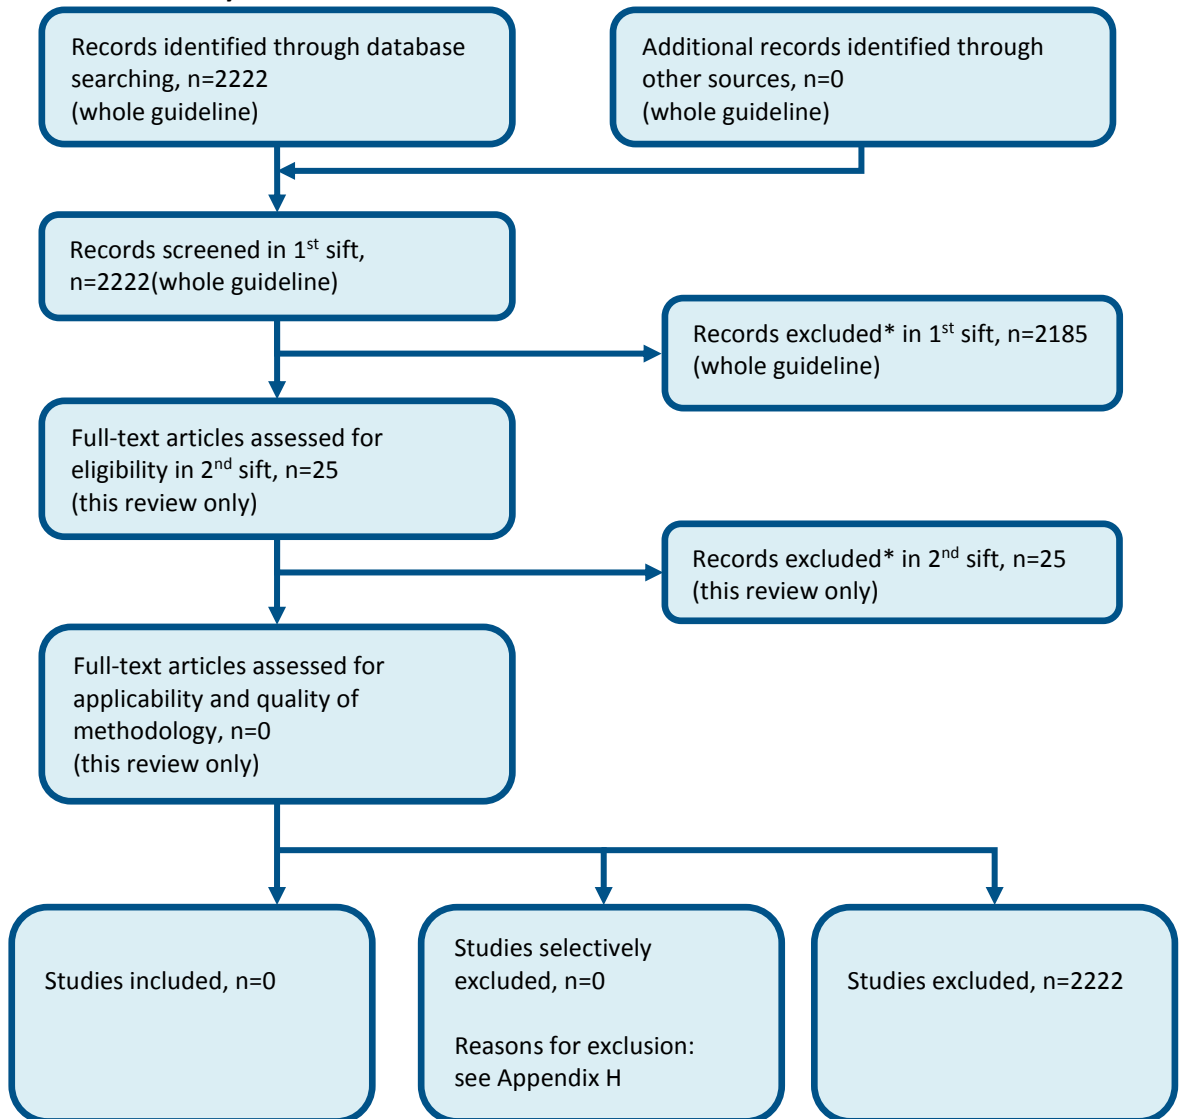 Records identified through database
searching, n=2222
(whole guideline)
Additional records identified through
other sources, n=0
(whole guideline)
Records screened in 1st sift,
n=2222(whole guideline)
Records excluded* in 1st sift, n=2185
(whole guideline)
Full-text articles assessed for
eligibility in 2nd sift, n=25
(this review only)
Records excluded* in 2nd sift, n=25
(this review only)
Full-text articles assessed for
applicability and quality of
methodology, n=0
(this review only)
Studies included, n=0
Studies selectively
excluded, n=0
Reasons for exclusion:
see Appendix H
Studies excluded, n=2222